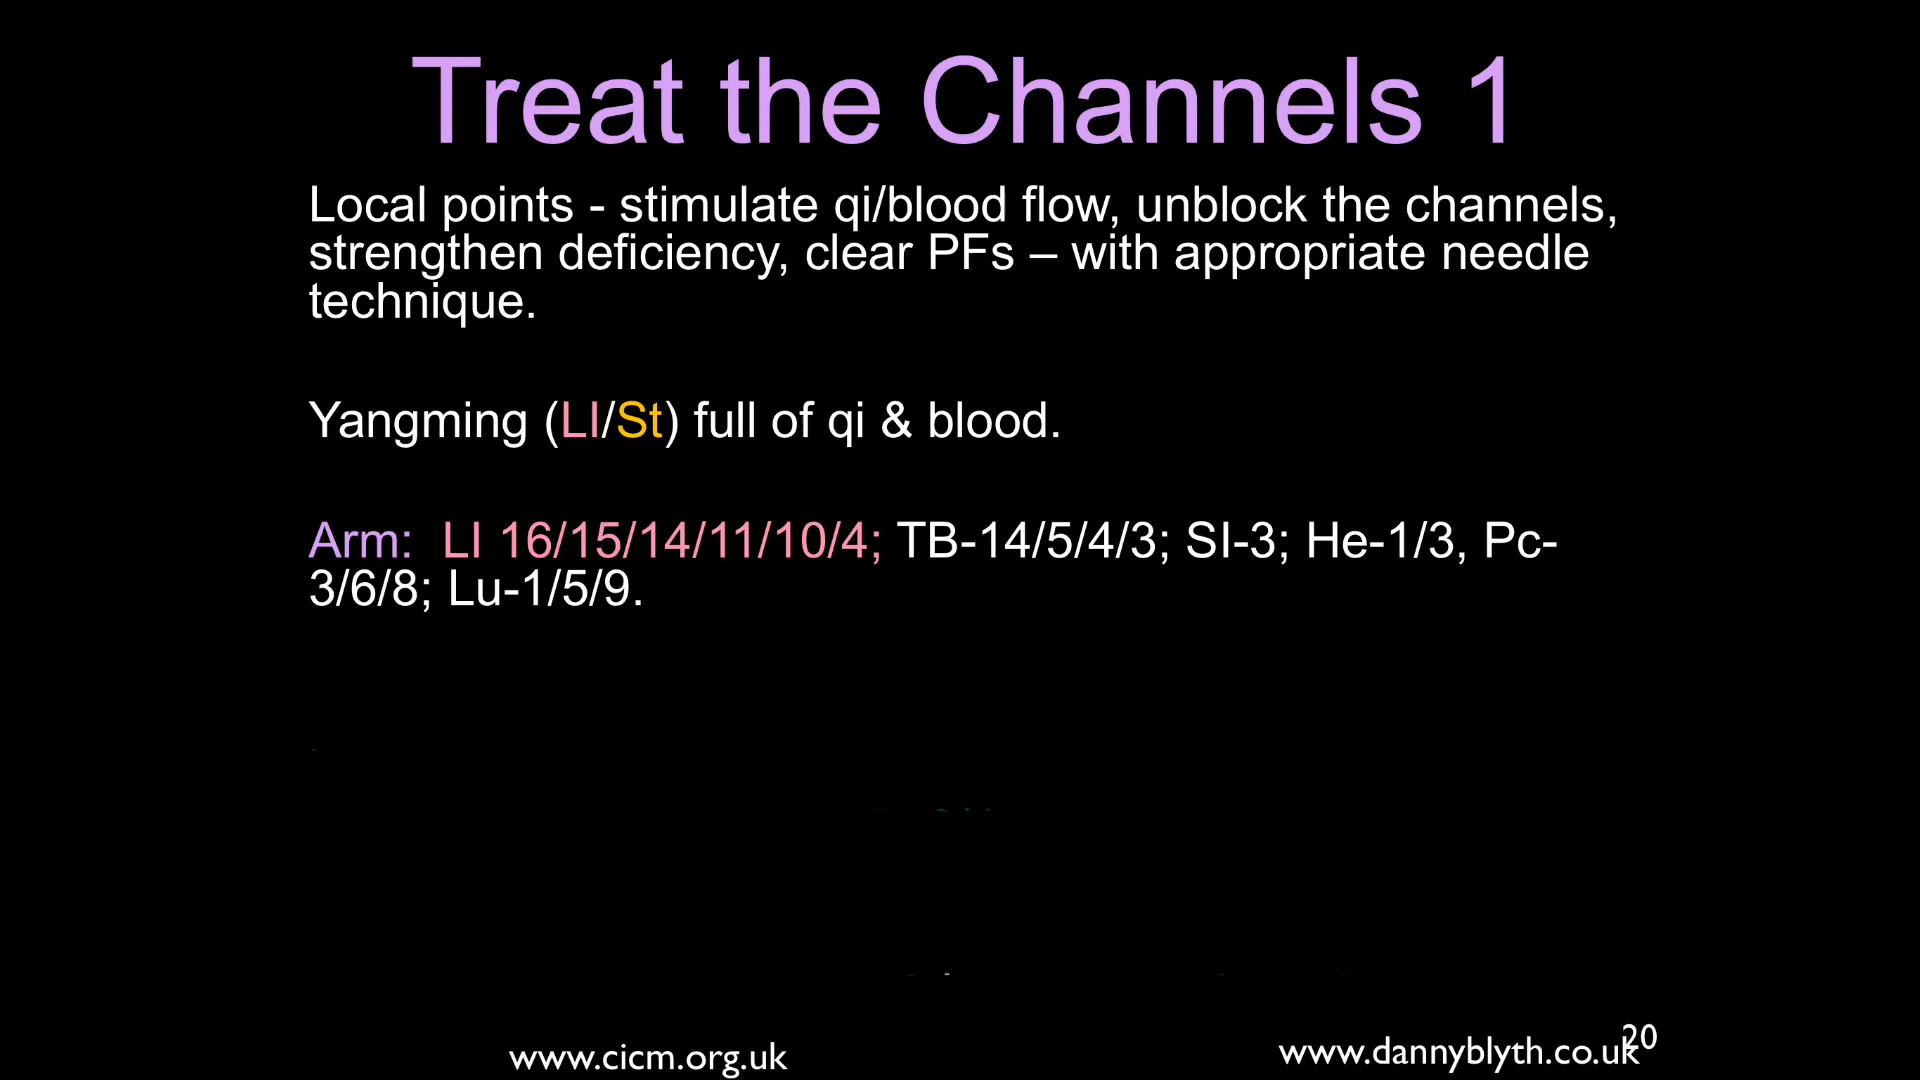 Treat the Channels 1
Local points - stimulate qi/blood flow, unblock the channels,
strengthen deficiency, clear PFs – with appropriate needle
technique.
Yangming (LI/St) full of qi & blood.
Arm: LI 16/15/14/11/10/4; TB-14/5/4/3; SI-3; He-1/3, Pc-
3/6/8; Lu-1/5/9.
www.cicm.org.uk
www.dannyblyth.co.uk
20